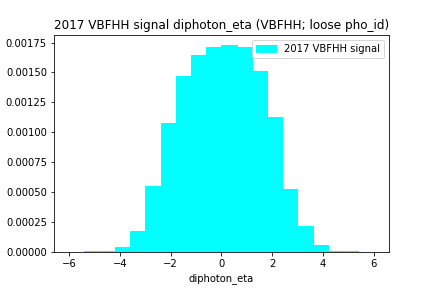 2017 VBFHH signal diphoton_eta (VBFHH; loose pho_id)
2017 VBFHH signal
0.00175
0.00150
0.00125
0.00100
0.00075
0.00050
0.00025
0.00000
−6 −4 −2 0 2 4 6
diphoton_eta